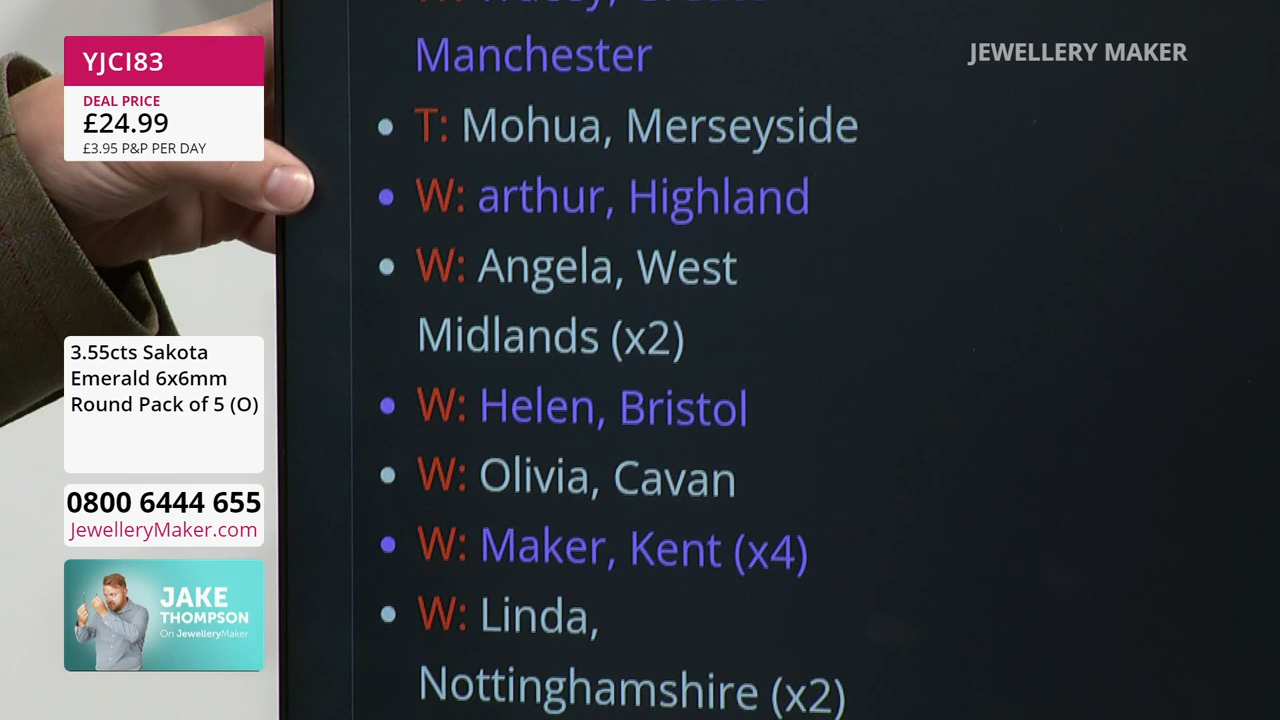 YJCI83
DEAL PRICE
£24.99
£3.95 P&P PER DAY
3.55cts Sakota
Emerald 6x6mm
Round Pack of 5 (O)
0800 6444 655
JewelleryMaker.com
JAKE
THOMPSON
On JewelleryMaker
JEWELLERY MAKER
Manchester
• T: Mohua, Merseyside
• W: arthur, Highland
• W: Angela, West
Midlands (x2)
• W: Helen, Bristol
• W: Olivia, Cavan
• W: Maker, Kent (x4)
• W: Linda,
Nottinghamshire (x2)